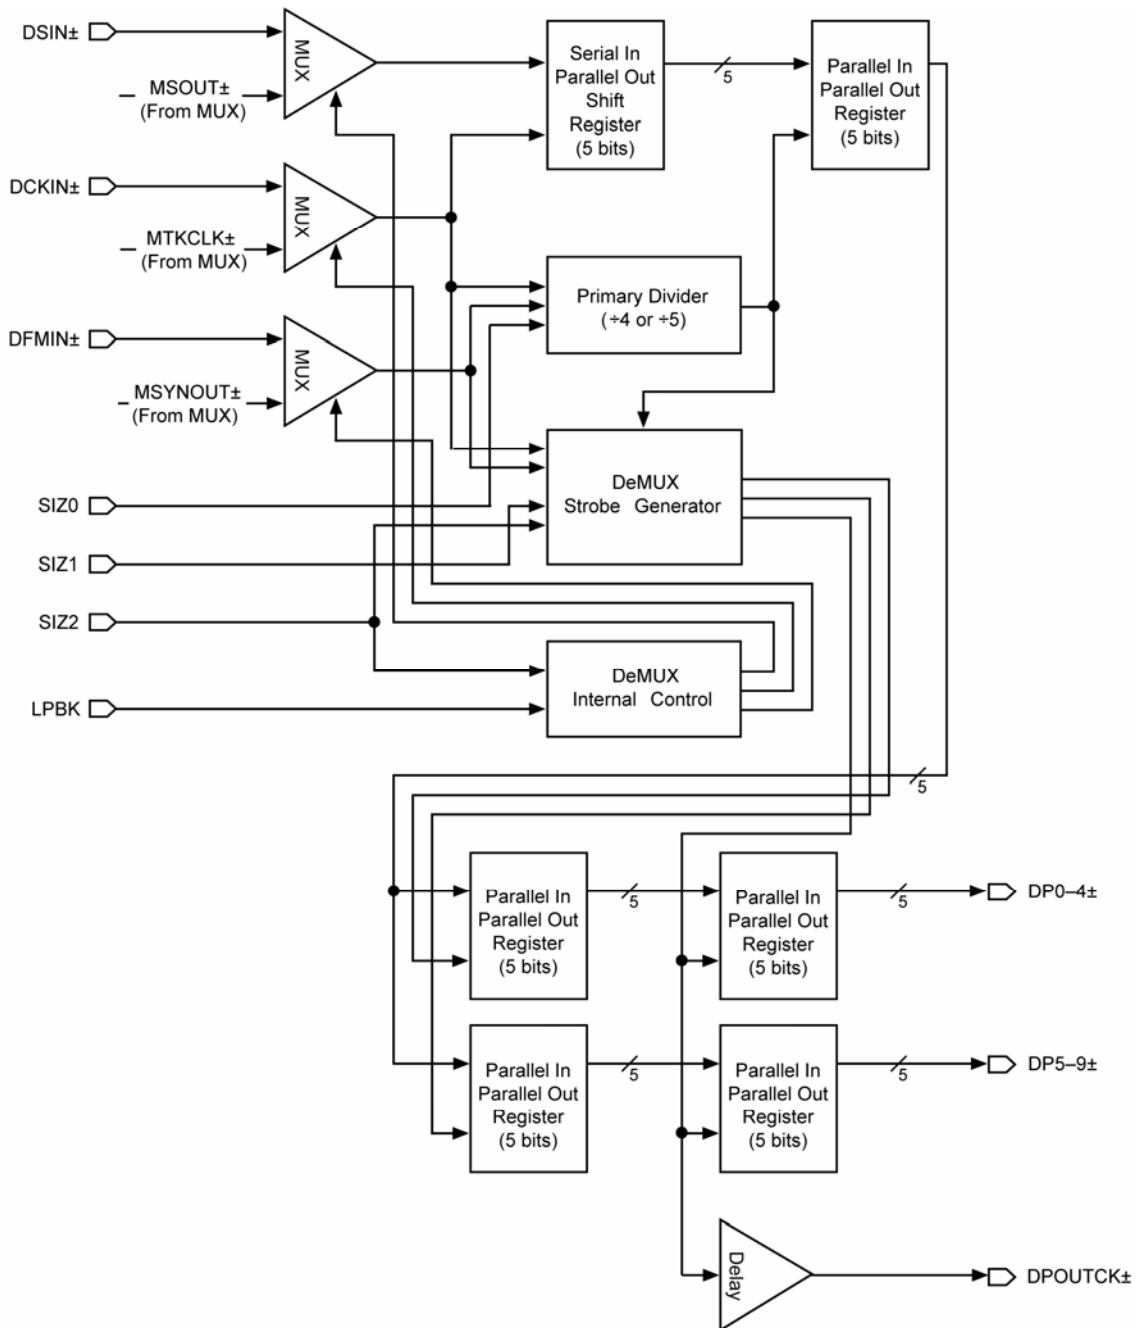 DSIN±
MUX
MSOUT±
(From MUX)
Serial In
Parallel Out
Shift
Register
(5 bits)
5
Parallel In
Parallel Out
Register
(5 bits)
DCKIN±
MUX
MTKCLK±
(From MUX)
Primary Divider
(÷4 or ÷5)
DFMIN±
MUX
MSYNOUT±
(From MUX)
DeMUX
Strobe Generator
SIZ0
SIZ1
SIZ2
DeMUX
Internal Control
LPBK
5
Parallel In
Parallel Out
Register
(5 bits)
5
Parallel In
Parallel Out
Register
(5 bits)
5
DP0–4±
Parallel In
Parallel Out
Register
(5 bits)
5
Parallel In
Parallel Out
Register
(5 bits)
5
DP5–9±
Delay
DPOUTCK±